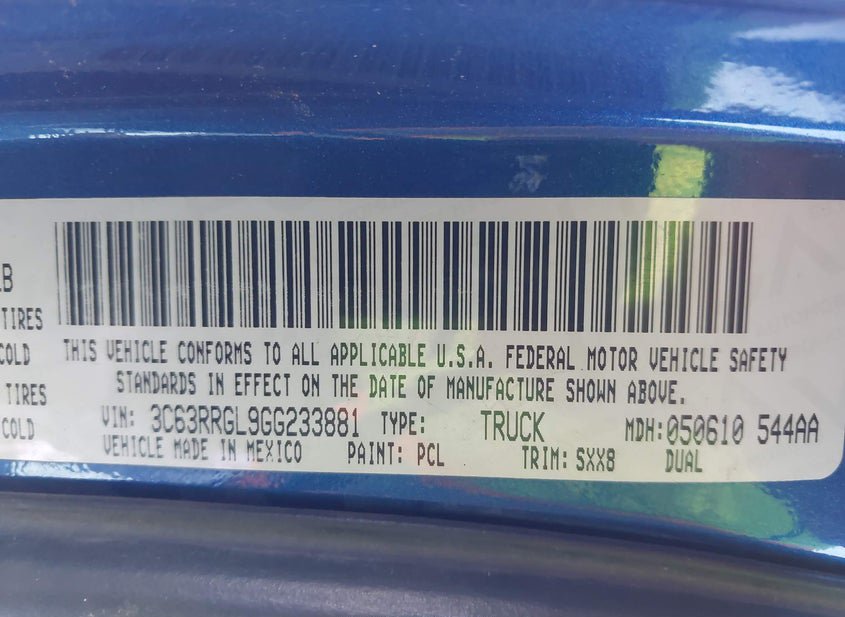 LB
TIRES
COLD
TIRES
COLD
THIS VEHICLE CONFORMS TO ALL APPLICABLE U.S.A. FEDERAL MOTOR VEHICLE SAFETY
STANDARDS IN EFFECT ON THE DATE OF MANUFACTURE SHOWN ABOVE.
VIN: 3C63RRGL9GG233881 TYPE: TRUCK MDH:050610 544AA
VEHICLE MADE IN MEXICO PAINT: PCL TRIM: SXX8 DUAL